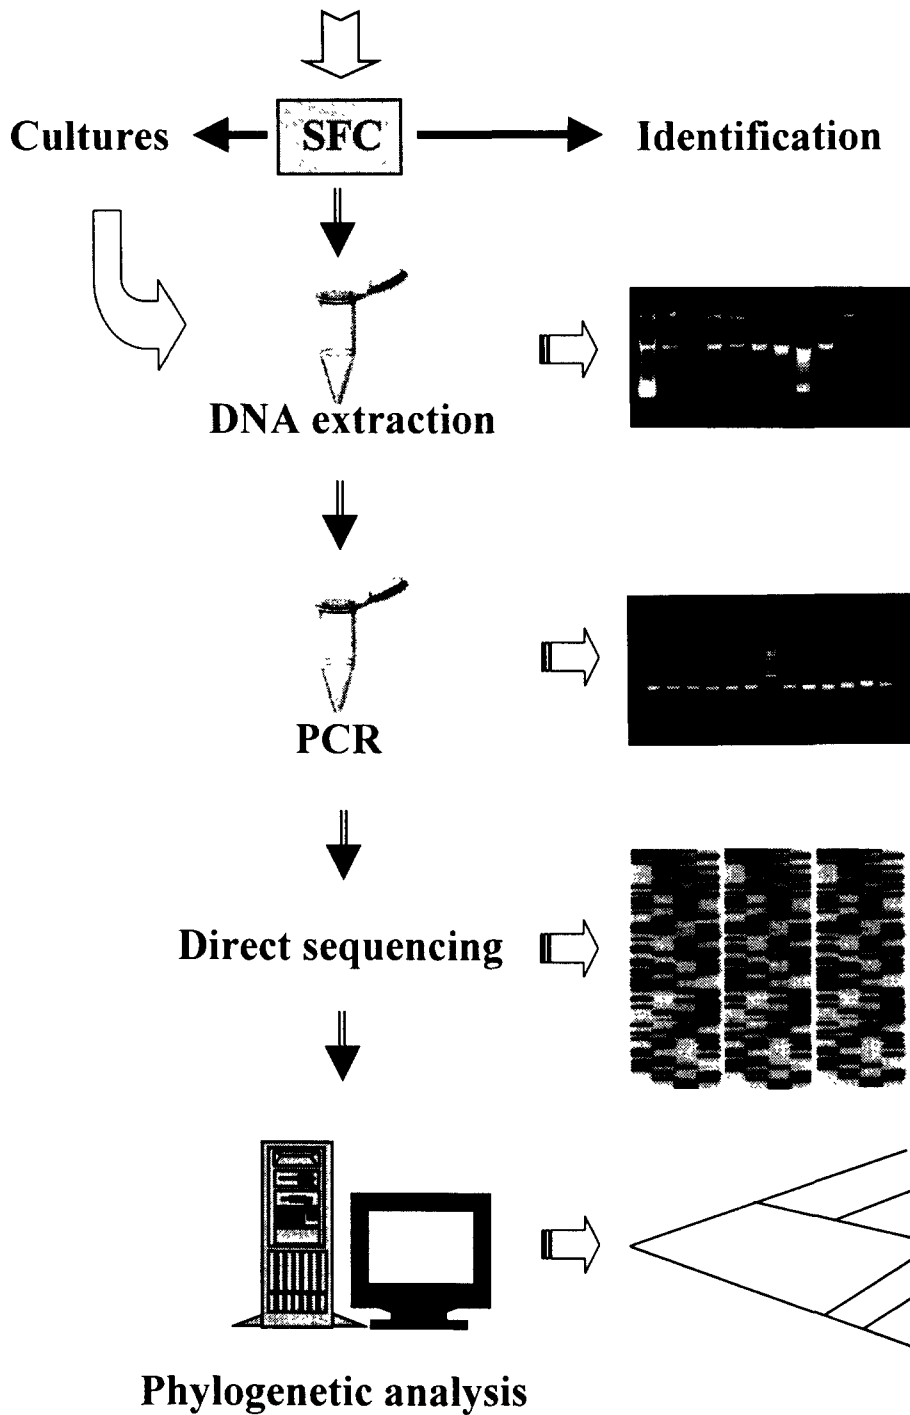 Cultures
SFC
Identification
DNA extraction
PCR
Direct sequencing
Phylogenetic analysis